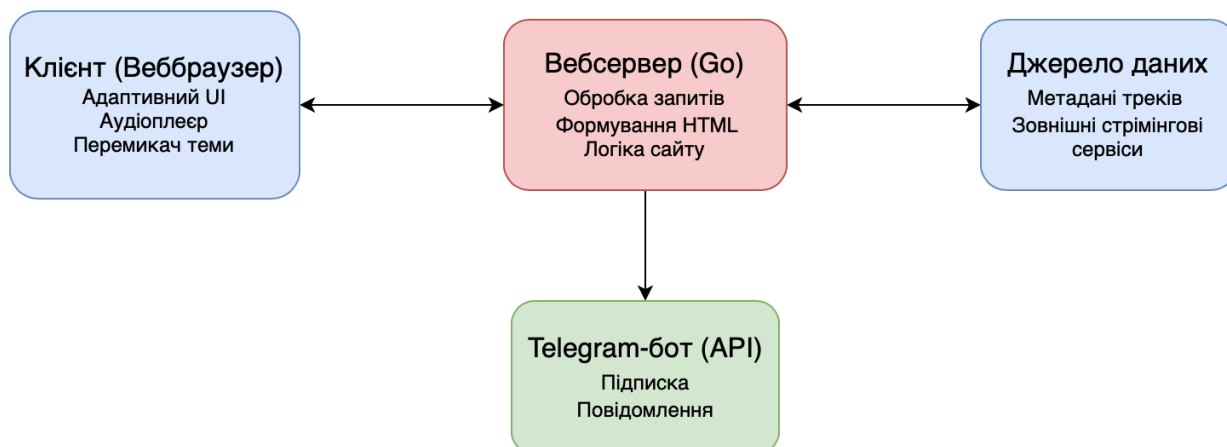 Клієнт (Веббраузер)
Адаптивний UI
Аудіоплеєр
Перемикач теми
Вебсервер (Go)
Обробка запитів
Формування HTML
Логіка сайту
Джерело даних
Метадані треків
Зовнішні стрімінгові
сервіси
Telegram-бот (API)
Підписка
Повідомлення